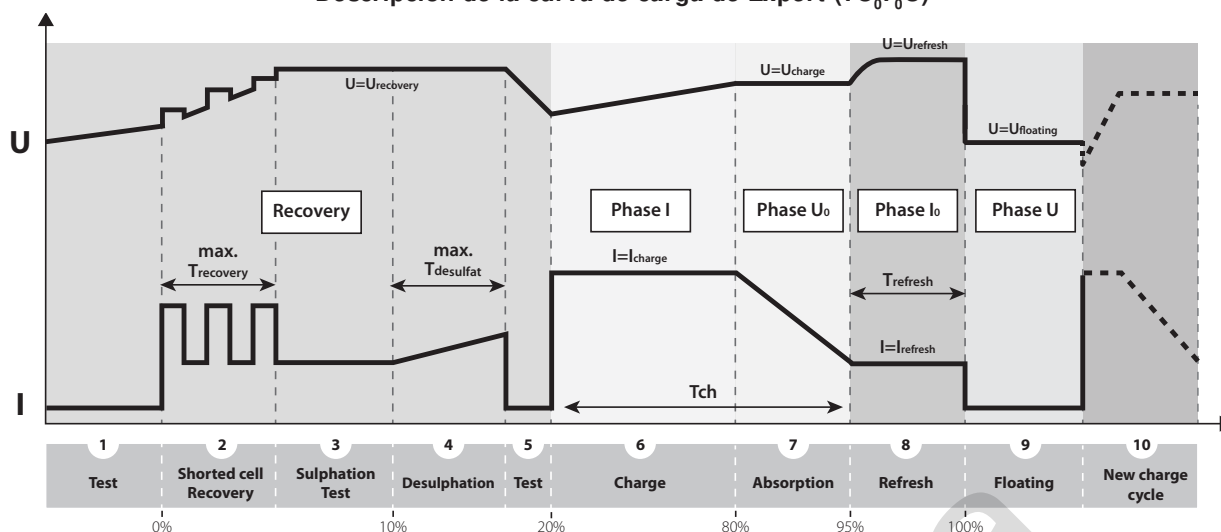 U
I
U=Urecovery
U=Ucharge
U=Urefresh
U=Ufloating
Recovery
Phase I
Phase U0
Phase I0
Phase U
max.
Trecovery
max.
Tdesulfat
I=Icharge
Trefresh
I=Irefresh
Tch
1
2
3
4
5
6
7
8
9
10
Test
Shorted cell
Recovery
Sulphation
Test
Desulphation
Test
Charge
Absorption
Refresh
Floating
New charge
cycle
0%
10%
20%
80%
95%
100%